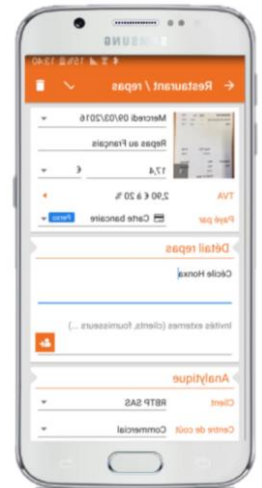 SAMSUNG
15% 13:40
Restaurant / repas
Mercredi 09/03/2016
Repas au Français
17,4 €
TVA 2,90 € à 20 %
Payé par Carte bancaire Perso
Détail repas
Cécile Honxa
Invités externes (clients, fournisseurs ...)
Analytique
Client RBTP SAS
Centre de coût Commercial